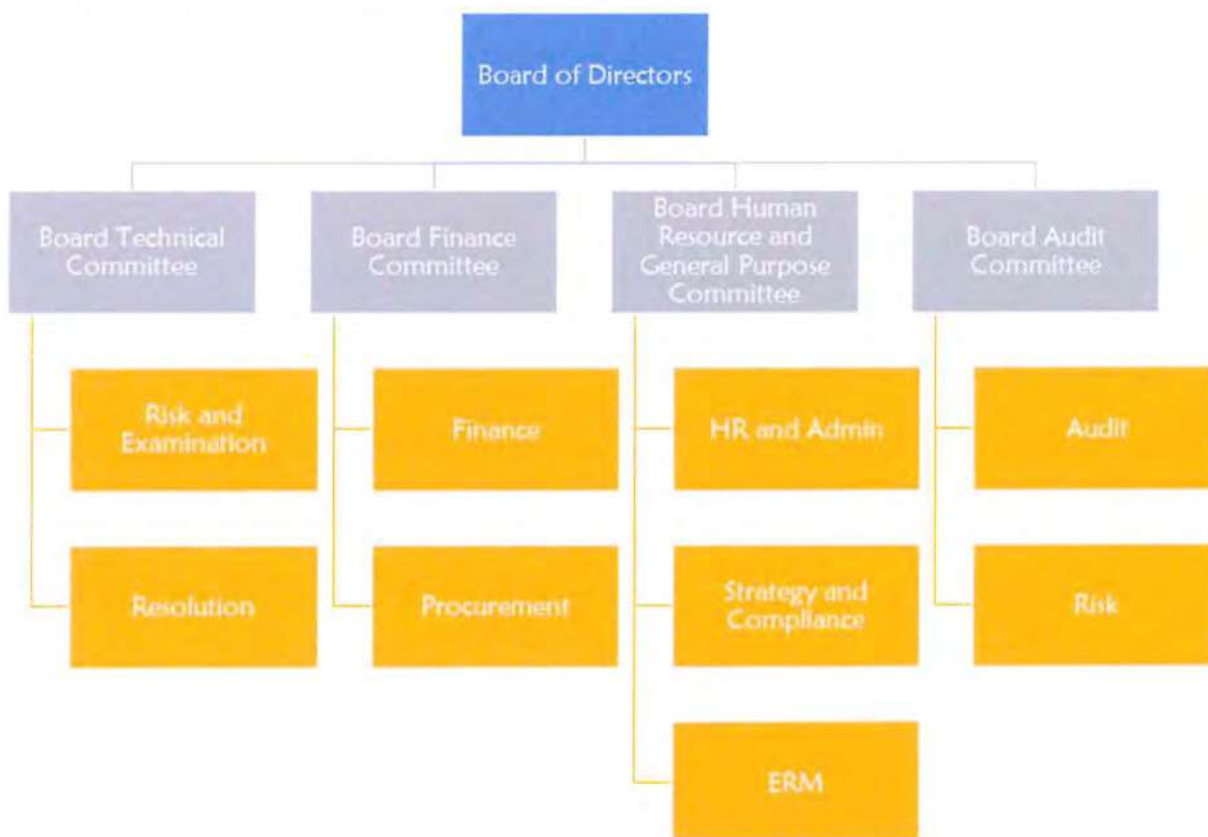 Board of Directors
Board Technical
Committee
Board Finance
Committee
Board Human
Resource and
General Purpose
Committee
Board Audit
Committee
Risk and
Examination
Finance
HR and Admin
Audit
Resolution
Procurement
Strategy and
Compliance
Risk
ERM